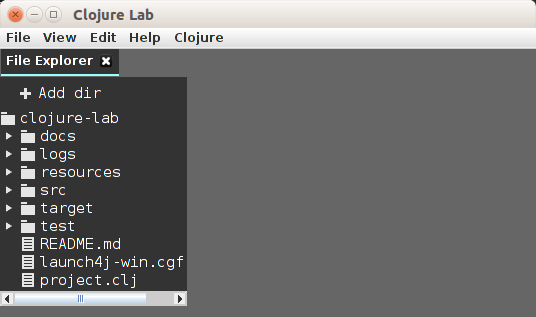 Clojure Lab
File View Edit Help Clojure
File Explorer
Add dir
clojure-lab
docs
logs
resources
src
target
test
README.md
launch4j-win.cgf
project.clj